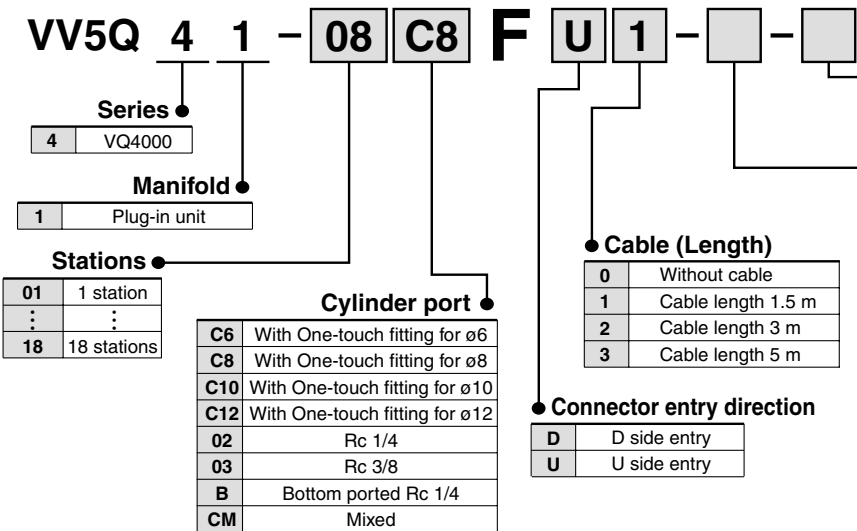 VV5Q 4 1 – 08 C8 F U 1 – –
Series
4 VQ4000
Manifold
1 Plug-in unit
Stations
01 1 station
⋮ ⋮
18 18 stations
Cylinder port
C6 With One-touch fitting for ø6
C8 With One-touch fitting for ø8
C10 With One-touch fitting for ø10
C12 With One-touch fitting for ø12
02 Rc 1/4
03 Rc 3/8
B Bottom ported Rc 1/4
CM Mixed
Cable (Length)
0 Without cable
1 Cable length 1.5 m
2 Cable length 3 m
3 Cable length 5 m
Connector entry direction
D D side entry
U U side entry